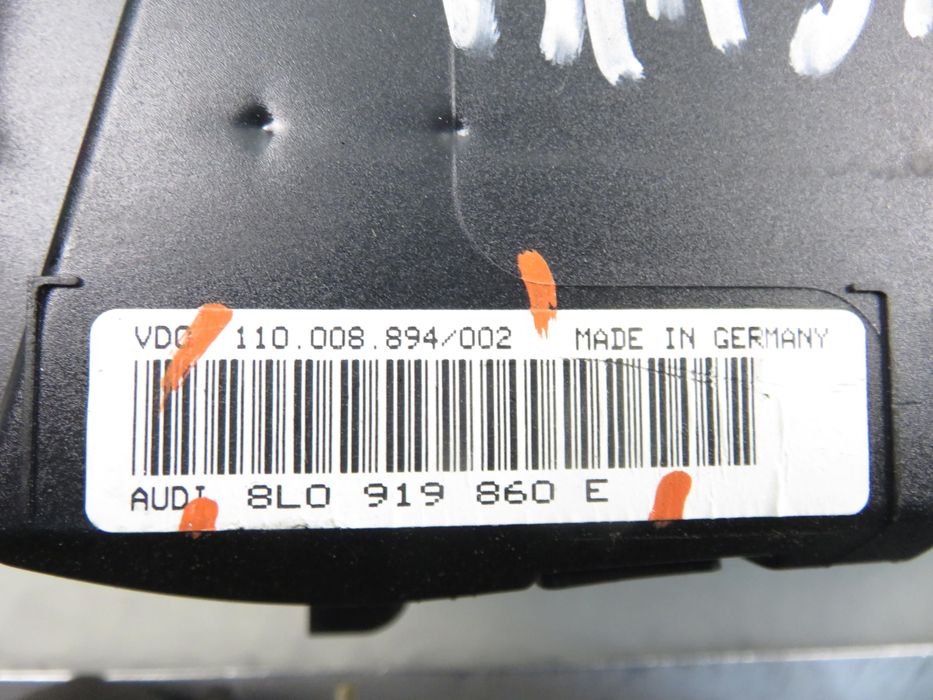 VDO 110.008.894/002 MADE IN GERMANY
AUDI 8L0 919 860 E